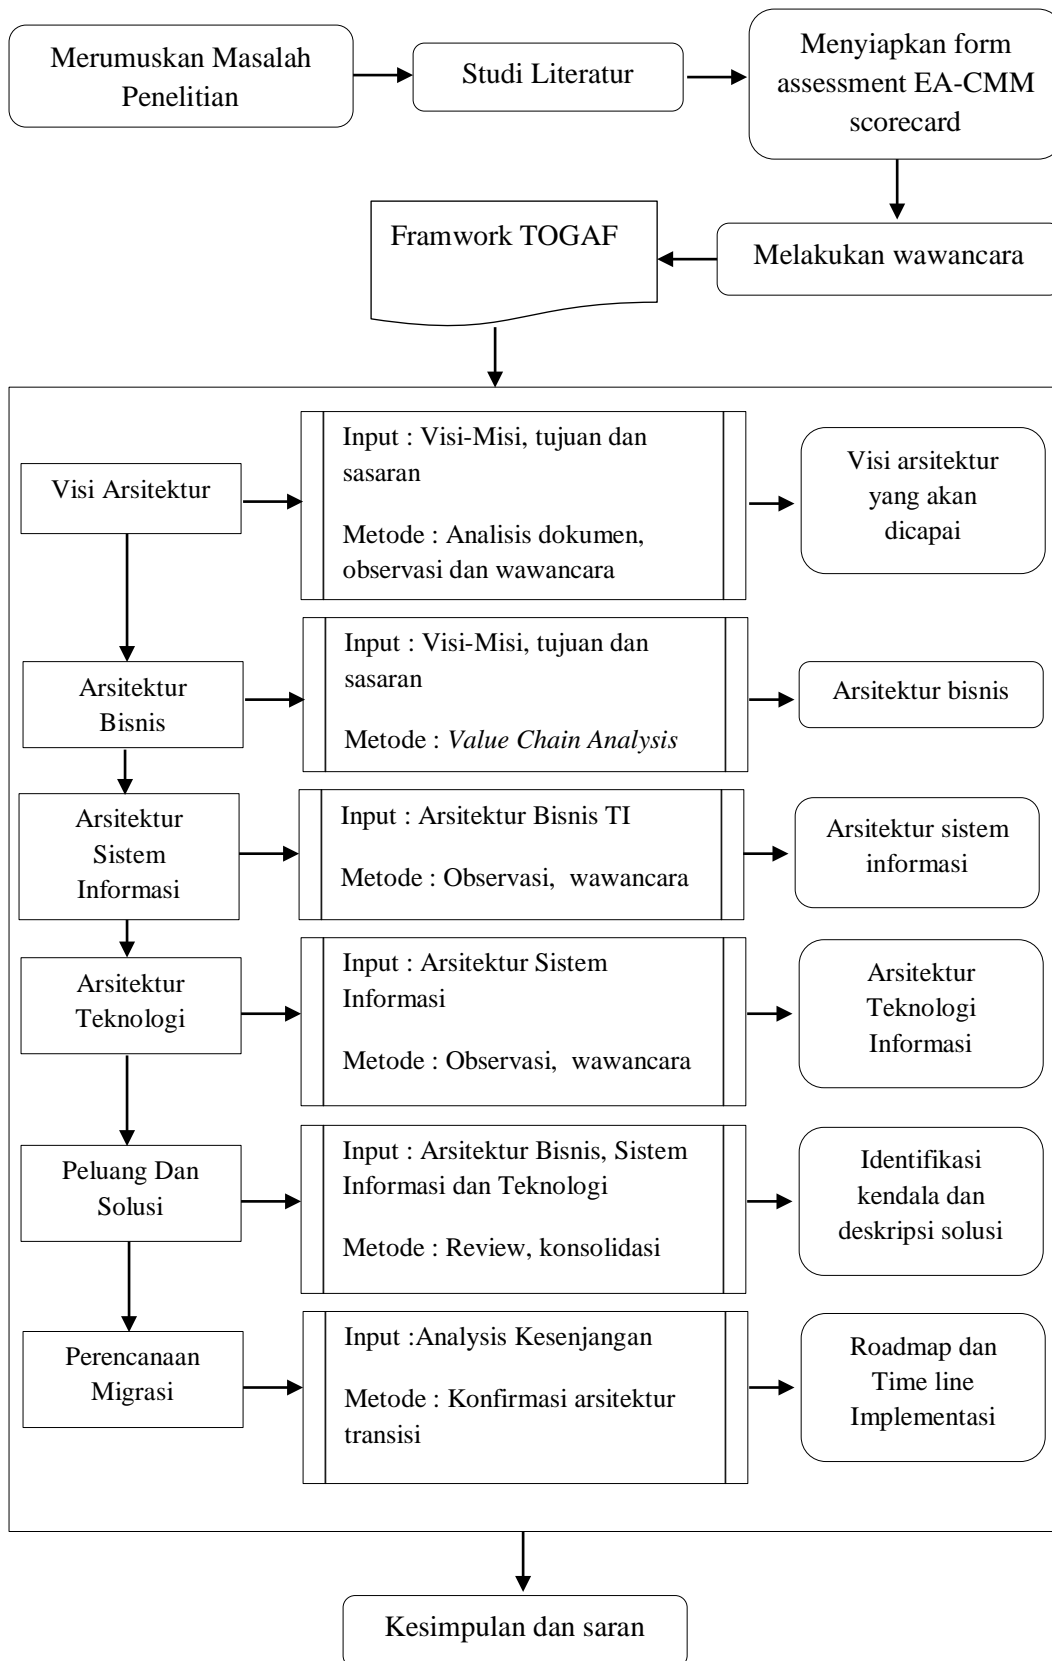 Merumuskan Masalah
Penelitian
Studi Literatur
Menyiapkan form
assessment EA-CMM
scorecard
Melakukan wawancara
Framwork TOGAF
Visi Arsitektur
Input : Visi-Misi, tujuan dan
sasaran
Metode : Analisis dokumen,
observasi dan wawancara
Visi arsitektur
yang akan
dicapai
Arsitektur
Bisnis
Input : Visi-Misi, tujuan dan
sasaran
Metode : Value Chain Analysis
Arsitektur bisnis
Arsitektur
Sistem
Informasi
Input : Arsitektur Bisnis TI
Metode : Observasi, wawancara
Arsitektur sistem
informasi
Arsitektur
Teknologi
Input : Arsitektur Sistem
Informasi
Metode : Observasi, wawancara
Arsitektur
Teknologi
Informasi
Peluang Dan
Solusi
Input : Arsitektur Bisnis, Sistem
Informasi dan Teknologi
Metode : Review, konsolidasi
Identifikasi
kendala dan
deskripsi solusi
Perencanaan
Migrasi
Input :Analysis Kesenjangan
Metode : Konfirmasi arsitektur
transisi
Roadmap dan
Time line
Implementasi
Kesimpulan dan saran